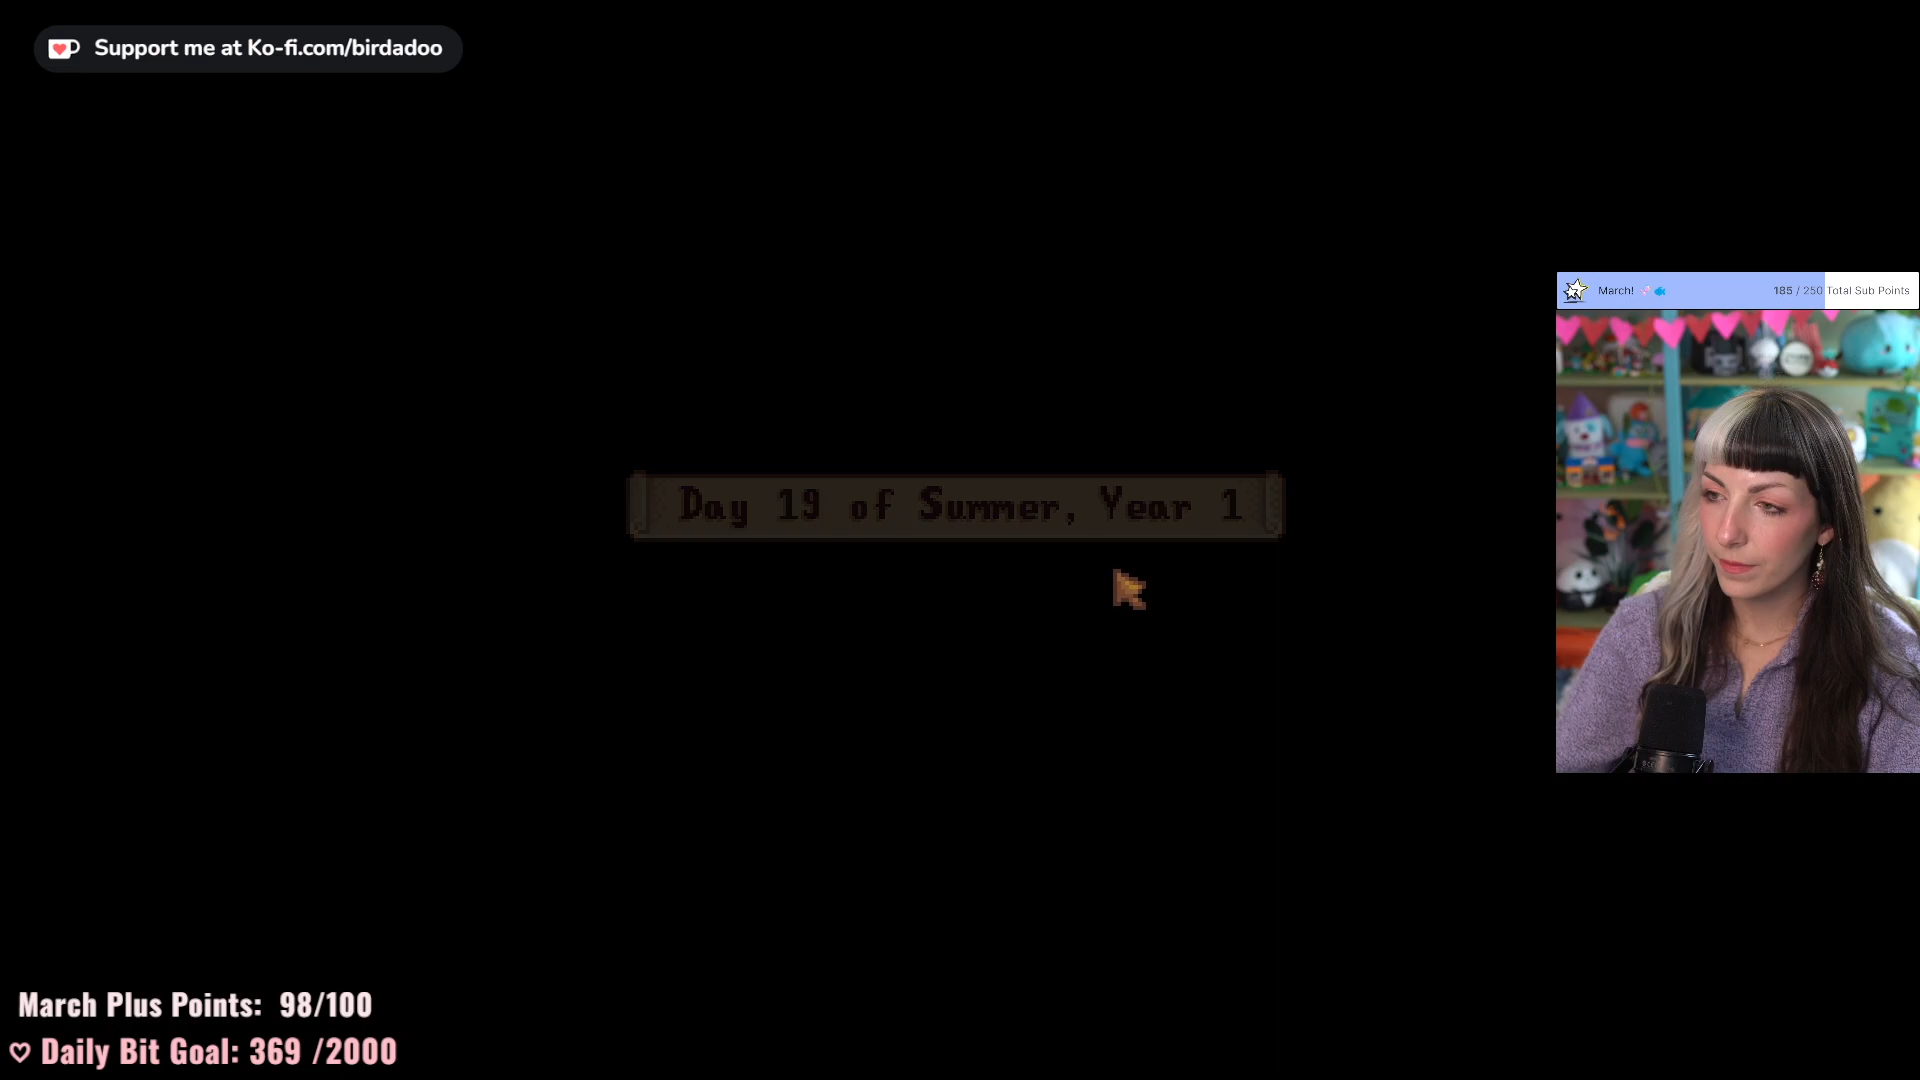 Support me at Ko-fi.com/birdadoo
March! 185 / 250 Total Sub Points
Day 19 of Summer, Year 1
March Plus Points: 98/100
♡ Daily Bit Goal: 369 /2000